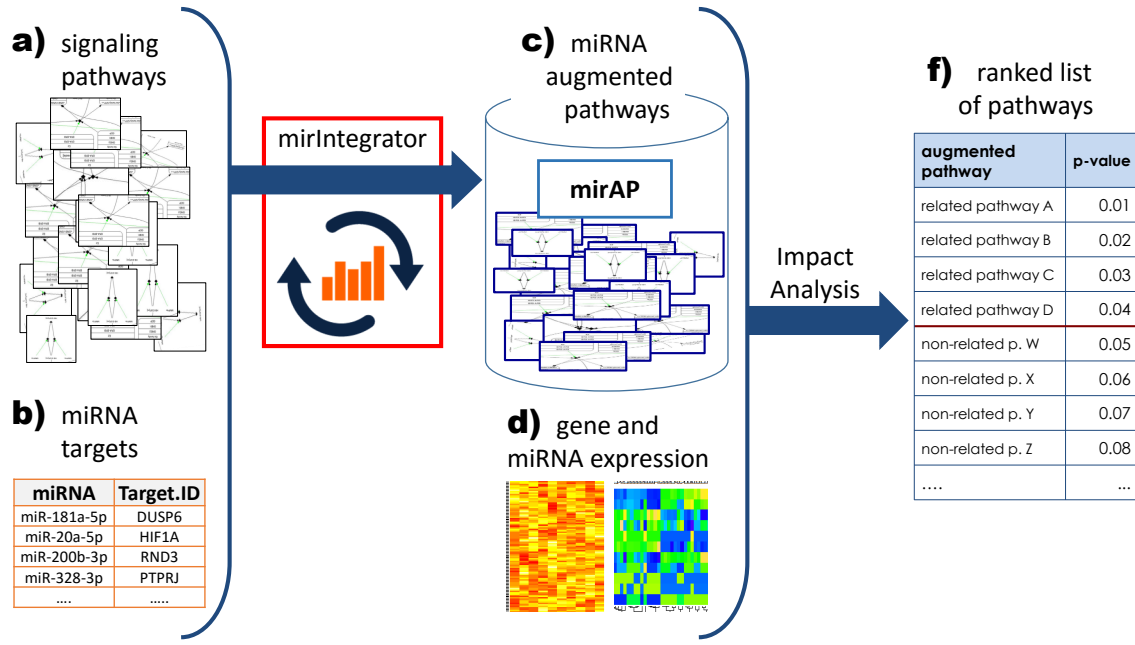 a) signaling
pathways
b) miRNA
targets
miRNA Target.ID
miR-181a-5p DUSP6
miR-20a-5p HIF1A
miR-200b-3p RND3
miR-328-3p PTPRJ
.... .....
mirIntegrator
c) miRNA
augmented
pathways
mirAP
d) gene and
miRNA expression
Impact
Analysis
f) ranked list
of pathways
augmented
pathway p-value
related pathway A 0.01
related pathway B 0.02
related pathway C 0.03
related pathway D 0.04
non-related p. W 0.05
non-related p. X 0.06
non-related p. Y 0.07
non-related p. Z 0.08
.... ...